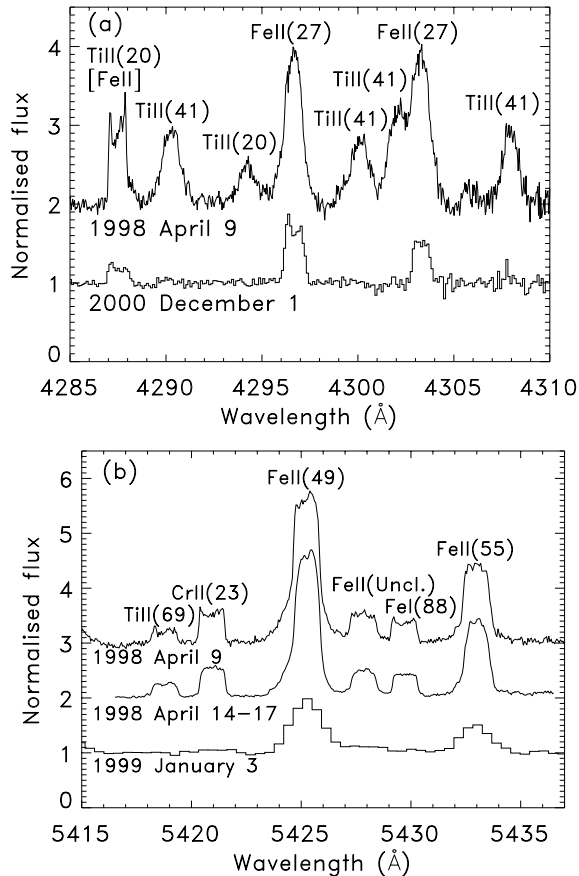 (a)
TiII(20)
[FeII]
TiII(41)
TiII(20)
FeII(27)
TiII(41)
TiII(41)
FeII(27)
TiII(41)
1998 April 9
2000 December 1
Normalised flux
4
3
2
1
0
4285 4290 4295 4300 4305 4310
Wavelength (Å)
(b)
FeII(49)
FeII(55)
CrII(23)
FeII(Uncl.)
TiII(69)
FeI(88)
1998 April 9
1998 April 14-17
1999 January 3
Normalised flux
6
5
4
3
2
1
0
5415 5420 5425 5430 5435
Wavelength (Å)